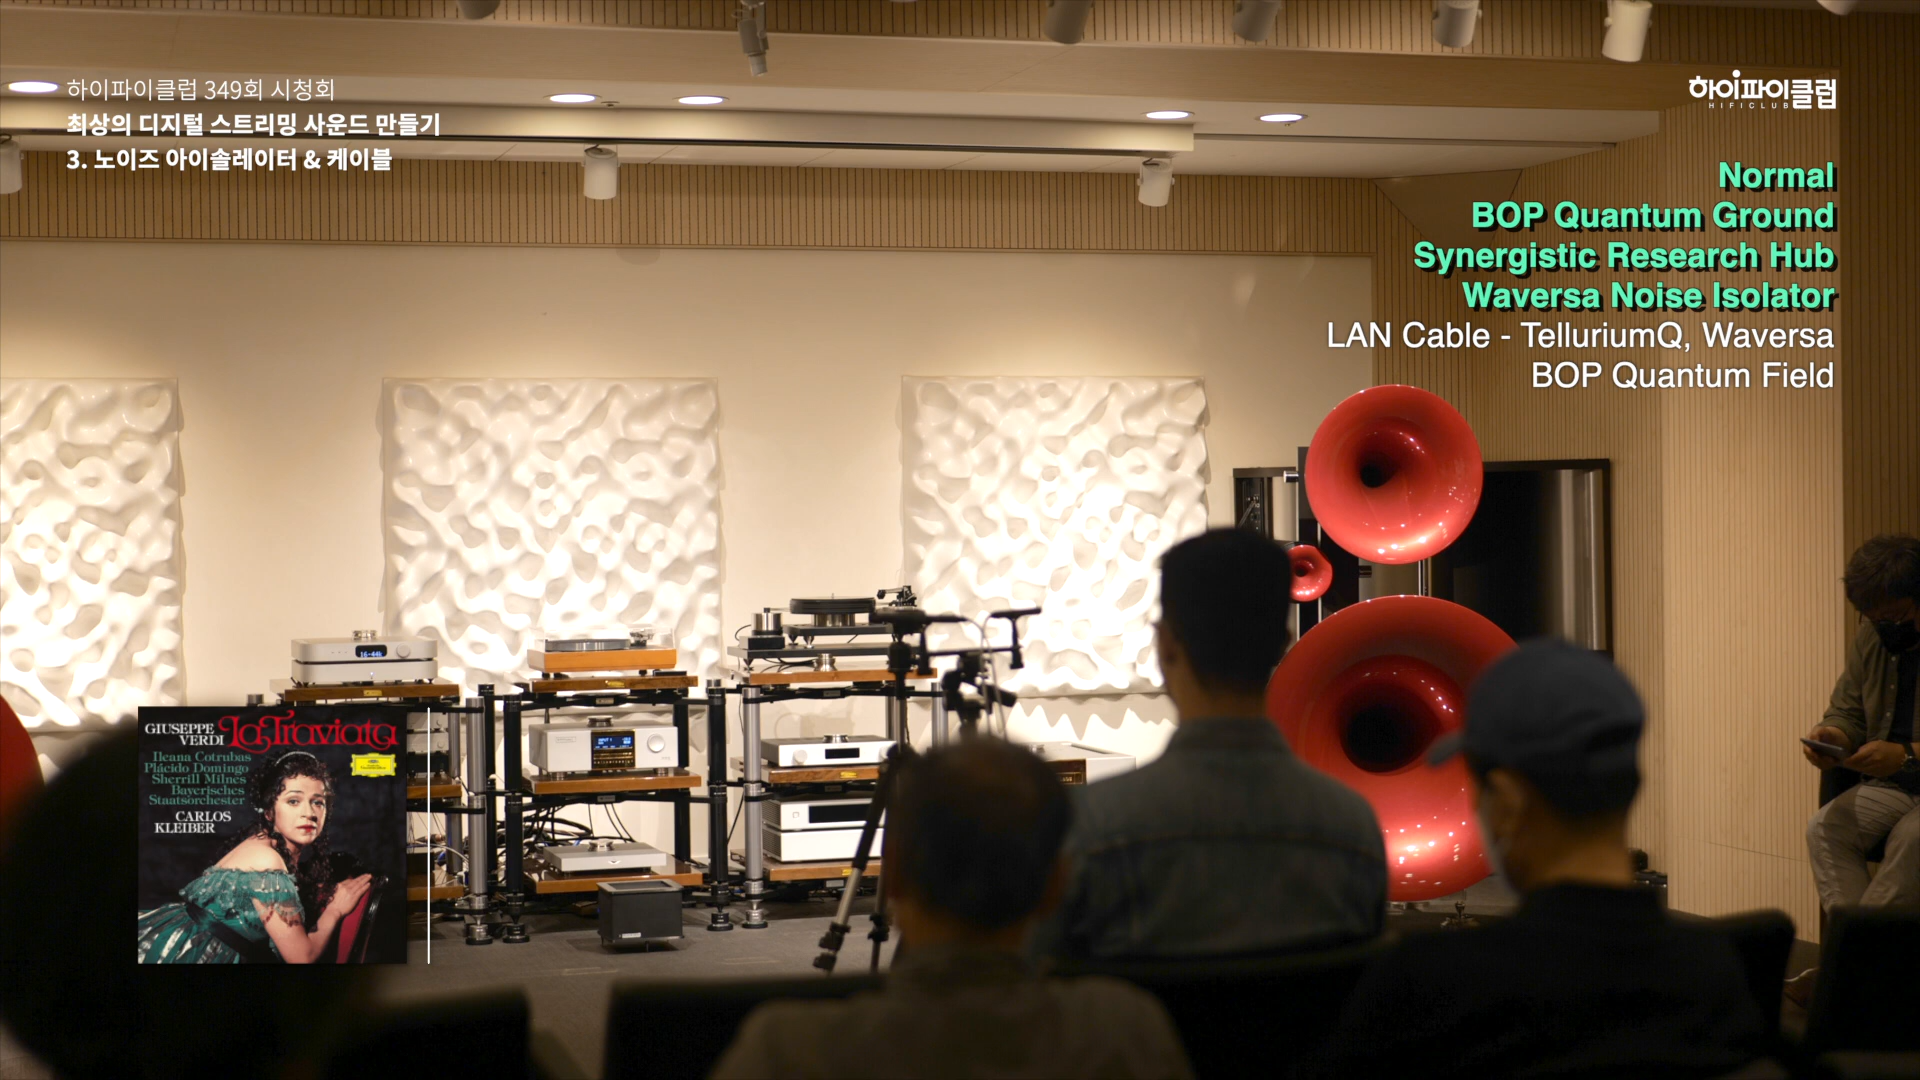 하이파이클럽 349회 시청회
최상의 디지털 스트리밍 사운드 만들기
3. 노이즈 아이솔레이터 & 케이블
하이파이클럽
HIFICLUB
Normal
BOP Quantum Ground
Synergistic Research Hub
Waversa Noise Isolator
LAN Cable - TelluriumQ, Waversa
BOP Quantum Field
16-44k
GIUSEPPE
VERDI
La Traviata
Ileana Cotrubas
Plácido Domingo
Sherrill Milnes
Bayerisches
Staatsorchester
CARLOS
KLEIBER